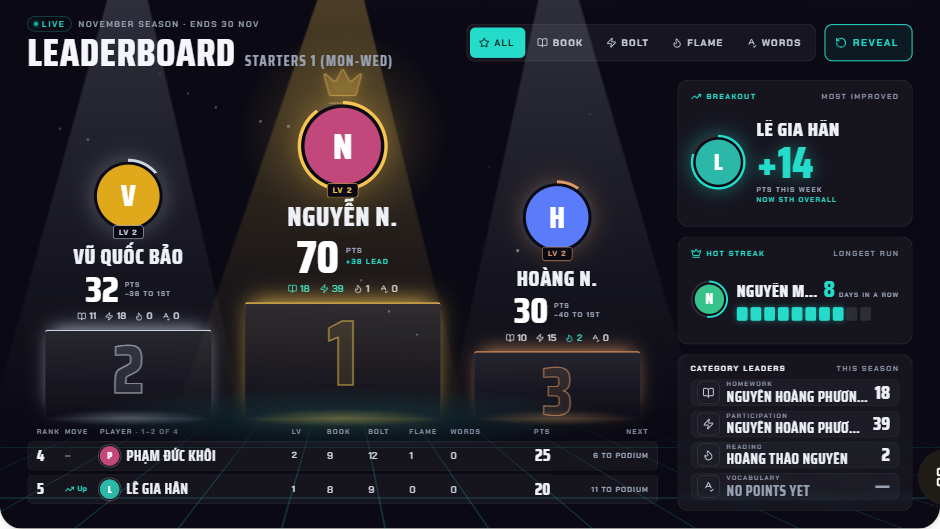 LIVE NOVEMBER SEASON · ENDS 30 NOV
LEADERBOARD STARTERS 1 (MON-WED)
ALL BOOK BOLT FLAME WORDS REVEAL
V
LV 2
VŨ QUỐC BẢO
32 PTS
−38 TO 1ST
11 18 0 0
2
N
LV 2
NGUYỄN N.
70 PTS
+38 LEAD
18 39 1 0
1
H
LV 2
HOÀNG N.
30 PTS
−40 TO 1ST
10 15 2 0
3
BREAKOUT MOST IMPROVED
L
LÊ GIA HÂN
+14
PTS THIS WEEK
NOW 5TH OVERALL
HOT STREAK LONGEST RUN
N
NGUYỄN M... 8 DAYS IN A ROW
CATEGORY LEADERS THIS SEASON
HOMEWORK
NGUYỄN HOÀNG PHƯƠN... 18
PARTICIPATION
NGUYỄN HOÀNG PHƯƠ... 39
READING
HOÀNG THẢO NGUYÊN 2
VOCABULARY
NO POINTS YET —
RANK MOVE PLAYER · 1–2 OF 4 LV BOOK BOLT FLAME WORDS PTS NEXT
4 – P PHẠM ĐỨC KHÔI 2 9 12 1 0 25 6 TO PODIUM
5 Up L LÊ GIA HÂN 1 8 9 0 0 20 11 TO PODIUM